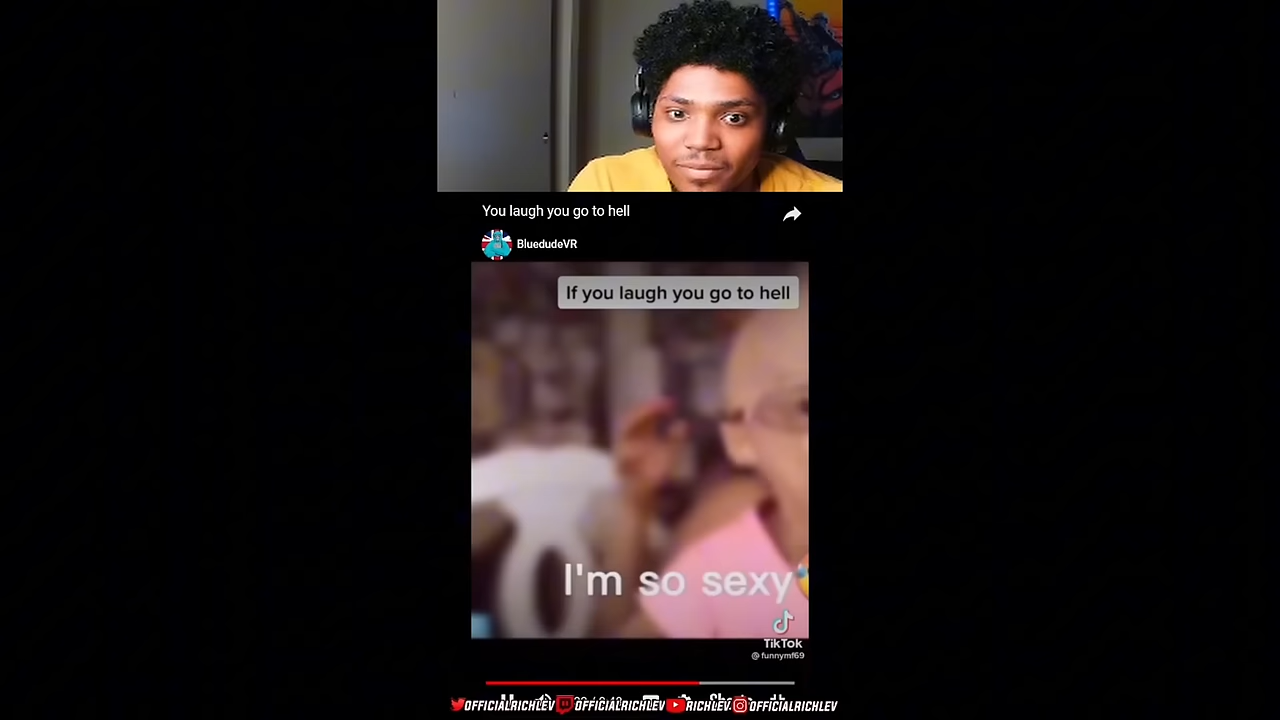 You laugh you go to hell
BluedudeVR
If you laugh you go to hell
I'm so sexy
TikTok
@funnymf69
OFFICIALRICHLEV OFFICIALRICHLEV RICHLEV OFFICIALRICHLEV